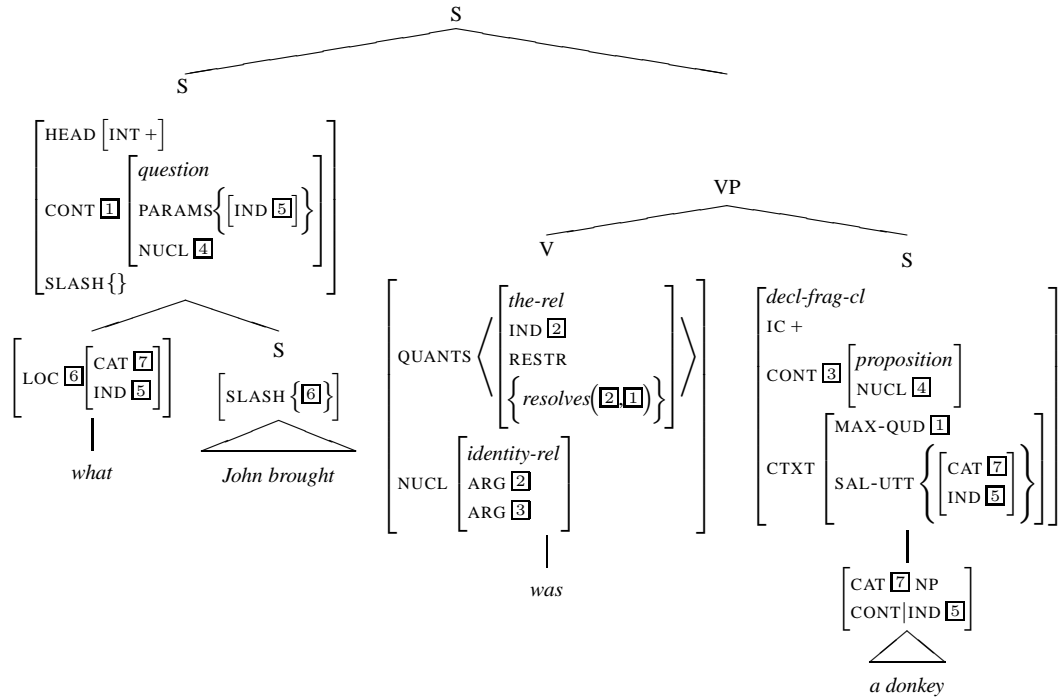 S
S
HEAD [INT +]
question
CONT 1
PARAMS {[IND 5]}
NUCL 4
SLASH {}
VP
V
S
the-rel
IND 2
QUANTS
RESTR
{resolves(2,1)}
identity-rel
NUCL
ARG 2
ARG 3
was
decl-frag-cl
IC +
CONT 3 [proposition
NUCL 4]
MAX-QUD 1
CTXT
SAL-UTT {[CAT 7
IND 5]}
CAT 7 NP
CONT|IND 5
a donkey
LOC 6 [CAT 7
IND 5]
what
S
[SLASH {6}]
John brought